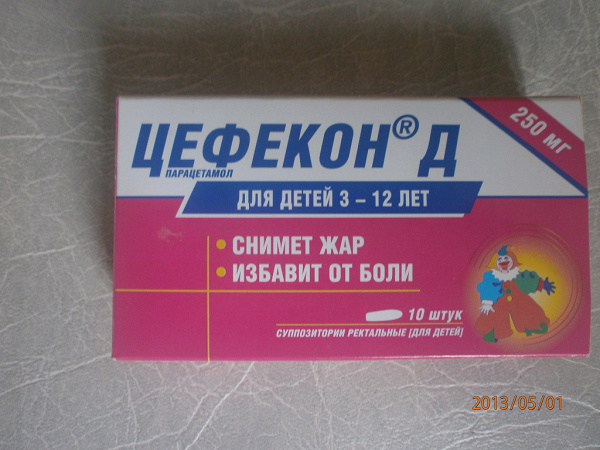 250 МГ
ЦЕФЕКОН® Д
ПАРАЦЕТАМОЛ
ДЛЯ ДЕТЕЙ 3 – 12 ЛЕТ
• СНИМЕТ ЖАР
• ИЗБАВИТ ОТ БОЛИ
10 штук
СУППОЗИТОРИИ РЕКТАЛЬНЫЕ [ДЛЯ ДЕТЕЙ]
2013/05/01